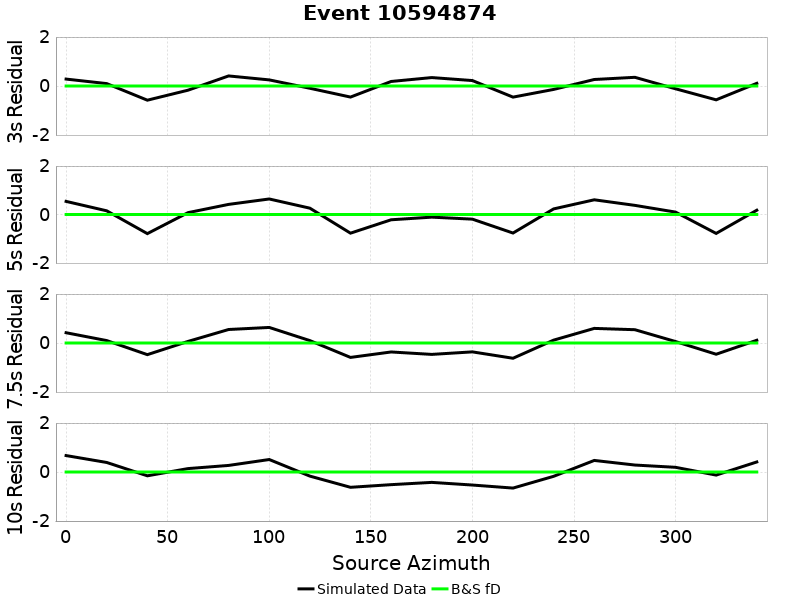 Event 10594874
3s Residual
2
0
-2
5s Residual
2
0
-2
7.5s Residual
2
0
-2
10s Residual
2
0
-2
0 50 100 150 200 250 300
Source Azimuth
Simulated Data B&S fD